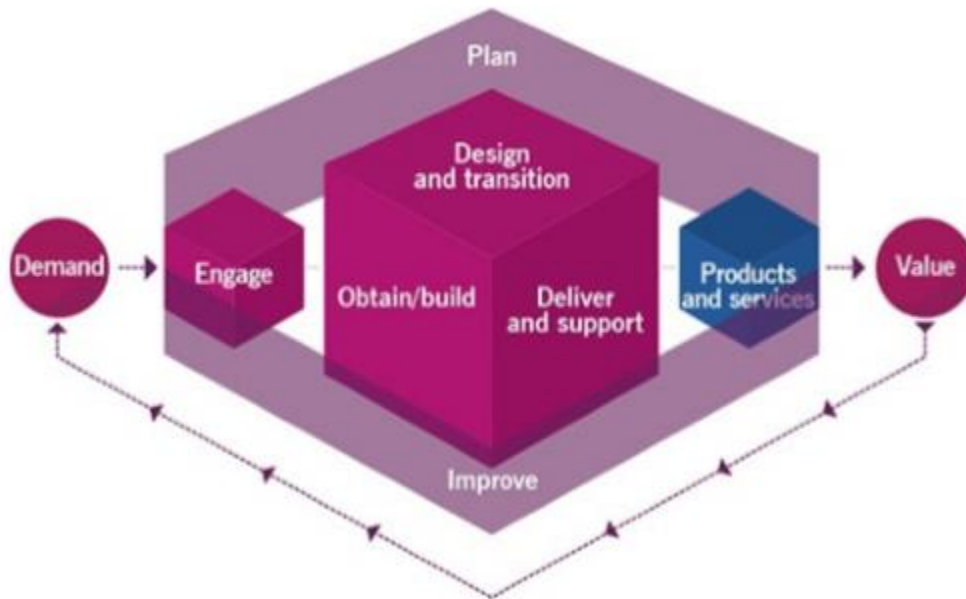 Plan
Design
and transition
Demand
Engage
Obtain/build
Deliver
and support
Products
and services
Value
Improve